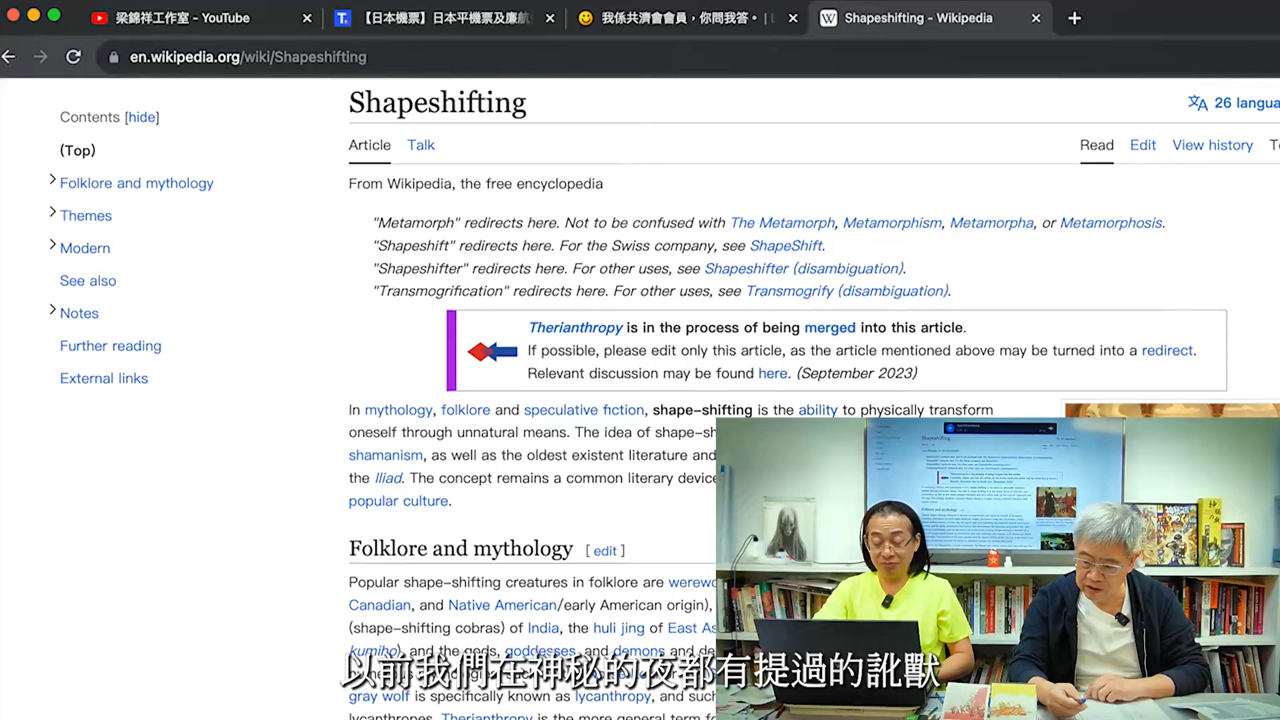 梁錦祥工作室 - YouTube
【日本機票】日本平機票及廉航
我係共濟會會員，你問我答。| L
Shapeshifting - Wikipedia
en.wikipedia.org/wiki/Shapeshifting
Contents [hide]
(Top)
Folklore and mythology
Themes
Modern
See also
Notes
Further reading
External links
Shapeshifting
26 langua
Article Talk
Read Edit View history
From Wikipedia, the free encyclopedia
"Metamorph" redirects here. Not to be confused with The Metamorph, Metamorphism, Metamorpha, or Metamorphosis.
"Shapeshift" redirects here. For the Swiss company, see ShapeShift.
"Shapeshifter" redirects here. For other uses, see Shapeshifter (disambiguation).
"Transmogrification" redirects here. For other uses, see Transmogrify (disambiguation).
Therianthropy is in the process of being merged into this article.
If possible, please edit only this article, as the article mentioned above may be turned into a redirect.
Relevant discussion may be found here. (September 2023)
In mythology, folklore and speculative fiction, shape-shifting is the ability to physically transform
oneself through unnatural means. The idea of shape-sh
shamanism, as well as the oldest existent literature and
the Iliad. The concept remains a common literary device
popular culture.
Folklore and mythology [ edit ]
Popular shape-shifting creatures in folklore are werewo
Canadian, and Native American/early American origin),
(shape-shifting cobras) of India, the huli jing of East As
kumiho), and the gods, goddesses, and demons and de
以前我們在神秘的夜都有提過的訛獸
gray wolf is specifically known as lycanthropy, and such
lycanthropes. Therianthropy is the more general term fo